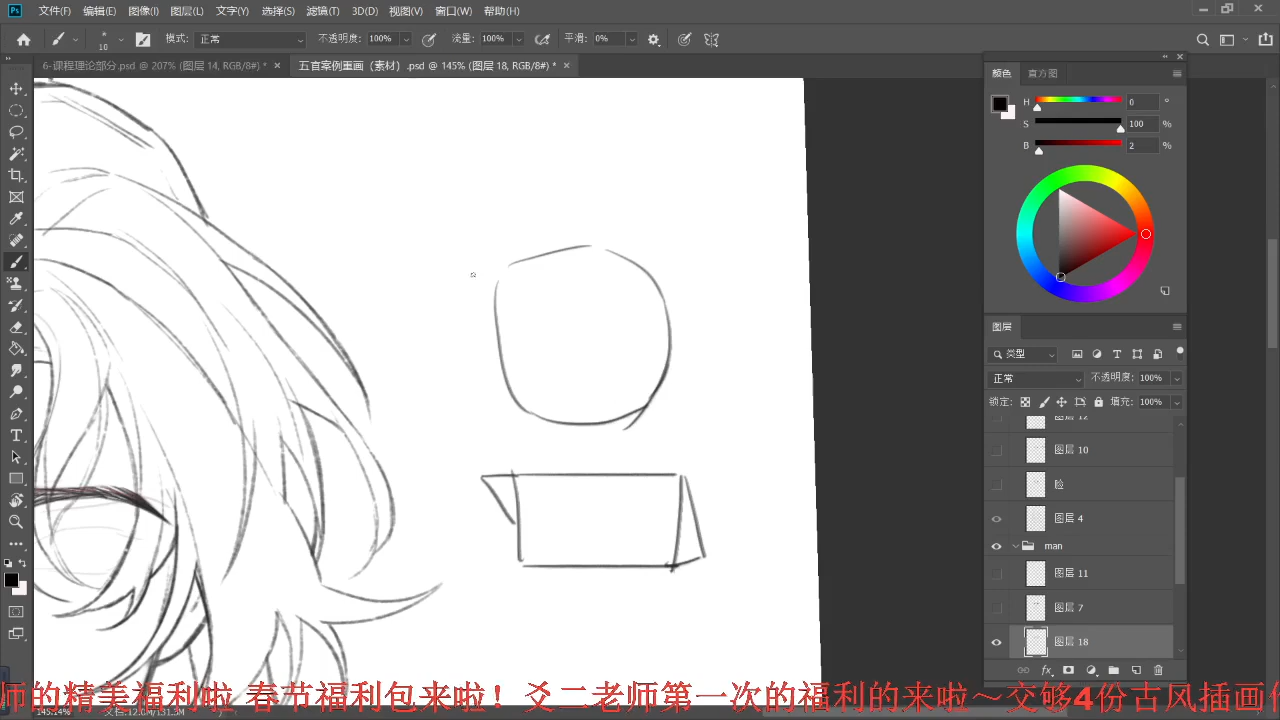 Ps 文件(F) 编辑(E) 图像(I) 图层(L) 文字(Y) 选择(S) 滤镜(T) 3D(D) 视图(V) 窗口(W) 帮助(H)
10 模式: 正常 不透明度: 100% 流量: 100% 平滑: 0%
6-课程理论部分.psd @ 207% (图层 14, RGB/8#) * × 五官案例重画（素材）.psd @ 145% (图层 18, RGB/8#) * ×
颜色 直方图
H 0 °
S 100 %
B 2 %
图层
类型
正常 不透明度: 100%
锁定: 填充: 100%
图层 12
图层 10
脸
图层 4
man
图层 11
图层 7
图层 18
师的精美福利啦 春节福利包来啦！爻二老师第一次的福利的来啦～交够4份古风插画